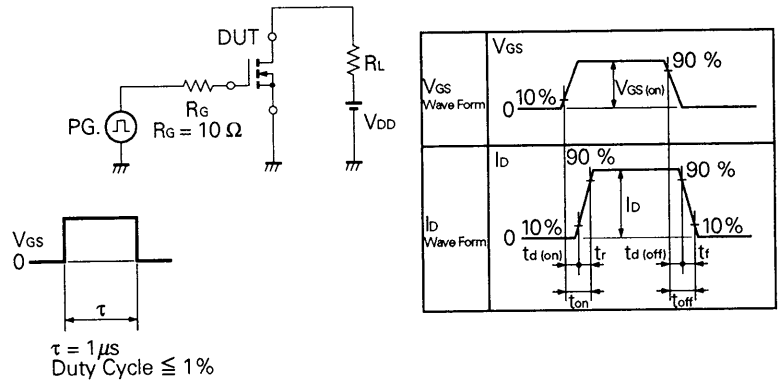 DUT
RL
RG
PG.
RG = 10 Ω
VDD
VGS
0
τ
τ = 1 μs
Duty Cycle ≦ 1%
VGS
Wave Form
VGS
90 %
10%
VGS (on)
0
ID
Wave Form
ID
90 %
90 %
ID
10%
10%
0
td (on)
tr
td (off)
tf
ton
toff